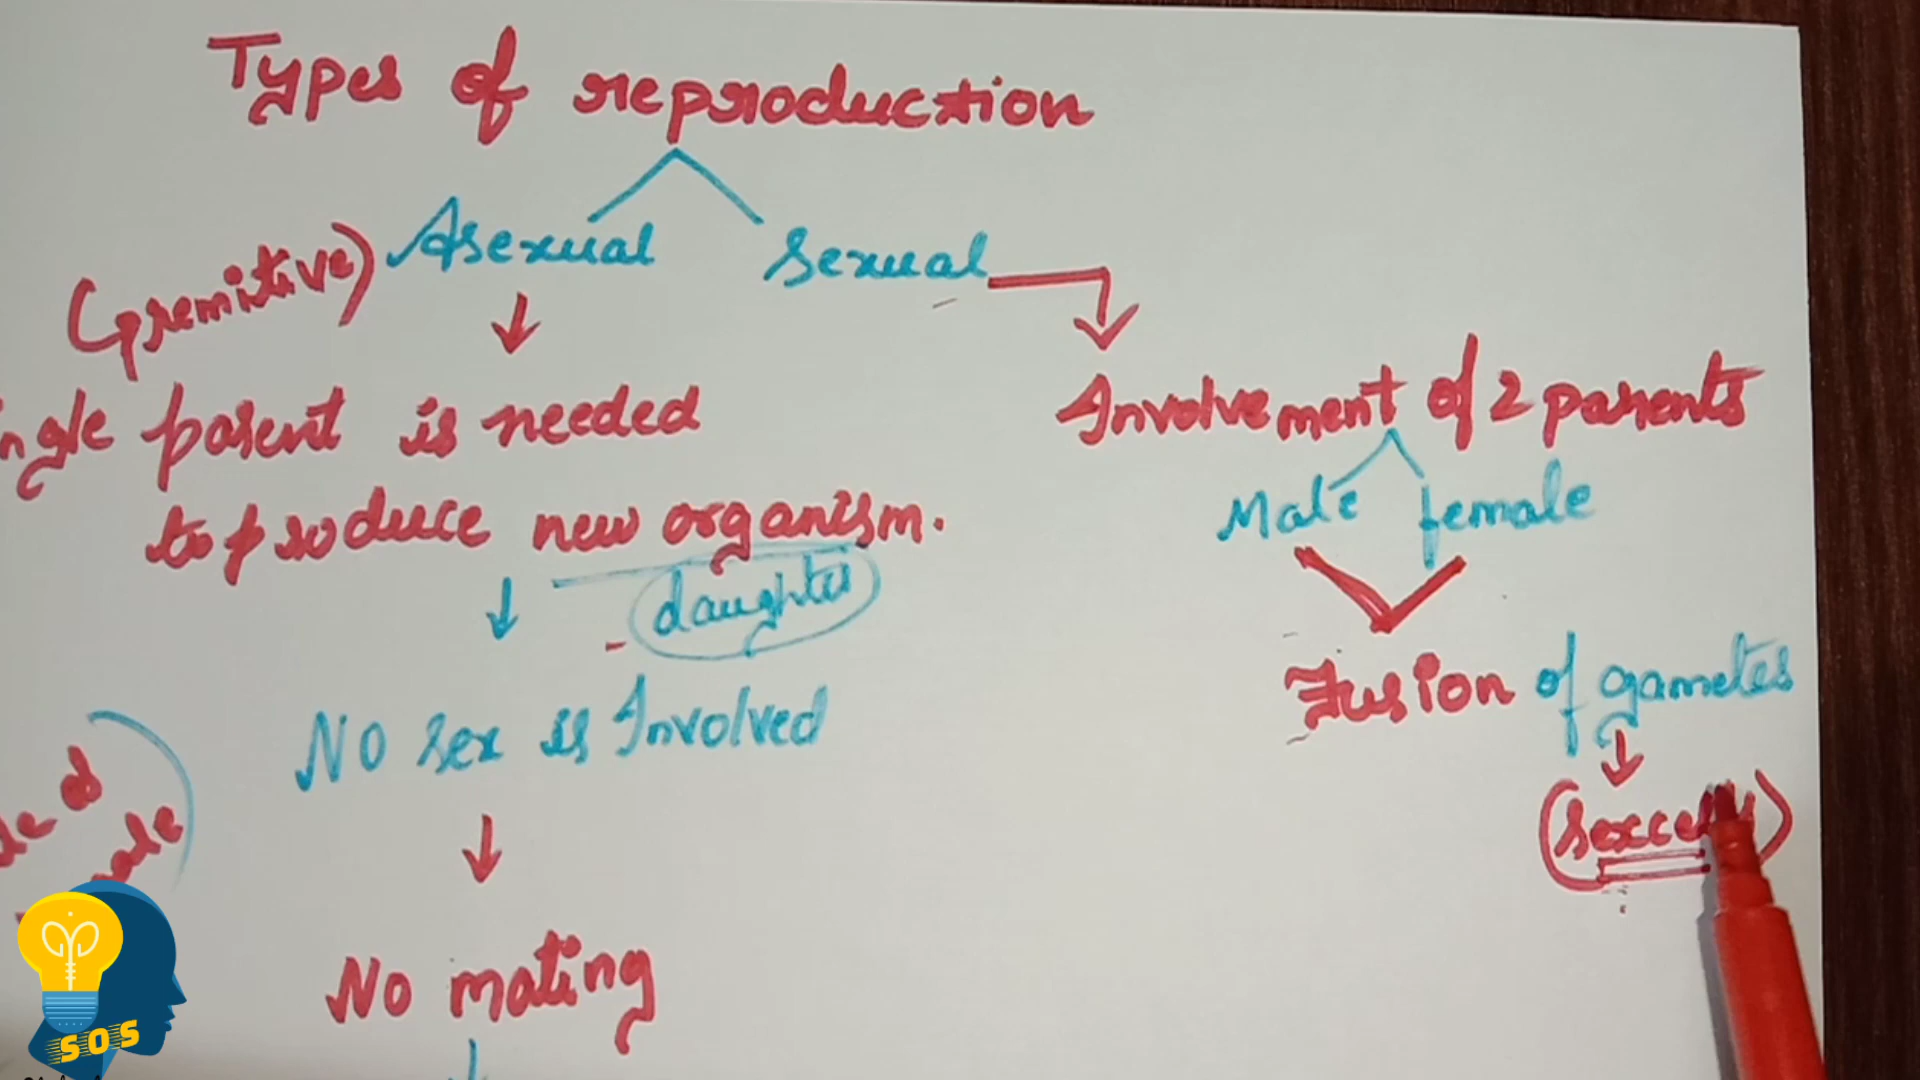 Types of reproduction
(premitive) Asexual Sexual
parent is needed
to produce new organism.
daughter
No sex is Involved
No mating
Involvement of 2 parents
Male female
Fusion of gametes
SOS